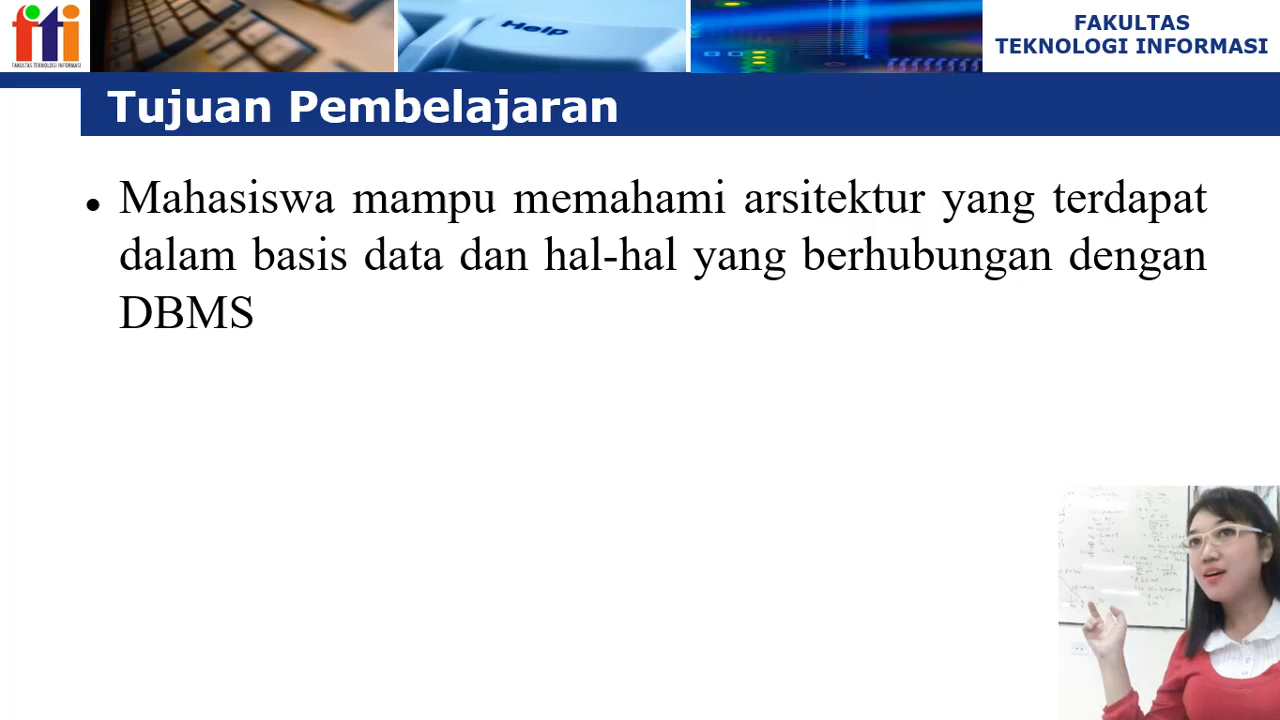 fiti
FAKULTAS TEKNOLOGI INFORMASI
Help
FAKULTAS
TEKNOLOGI INFORMASI
Tujuan Pembelajaran
• Mahasiswa mampu memahami arsitektur yang terdapat
dalam basis data dan hal-hal yang berhubungan dengan
DBMS